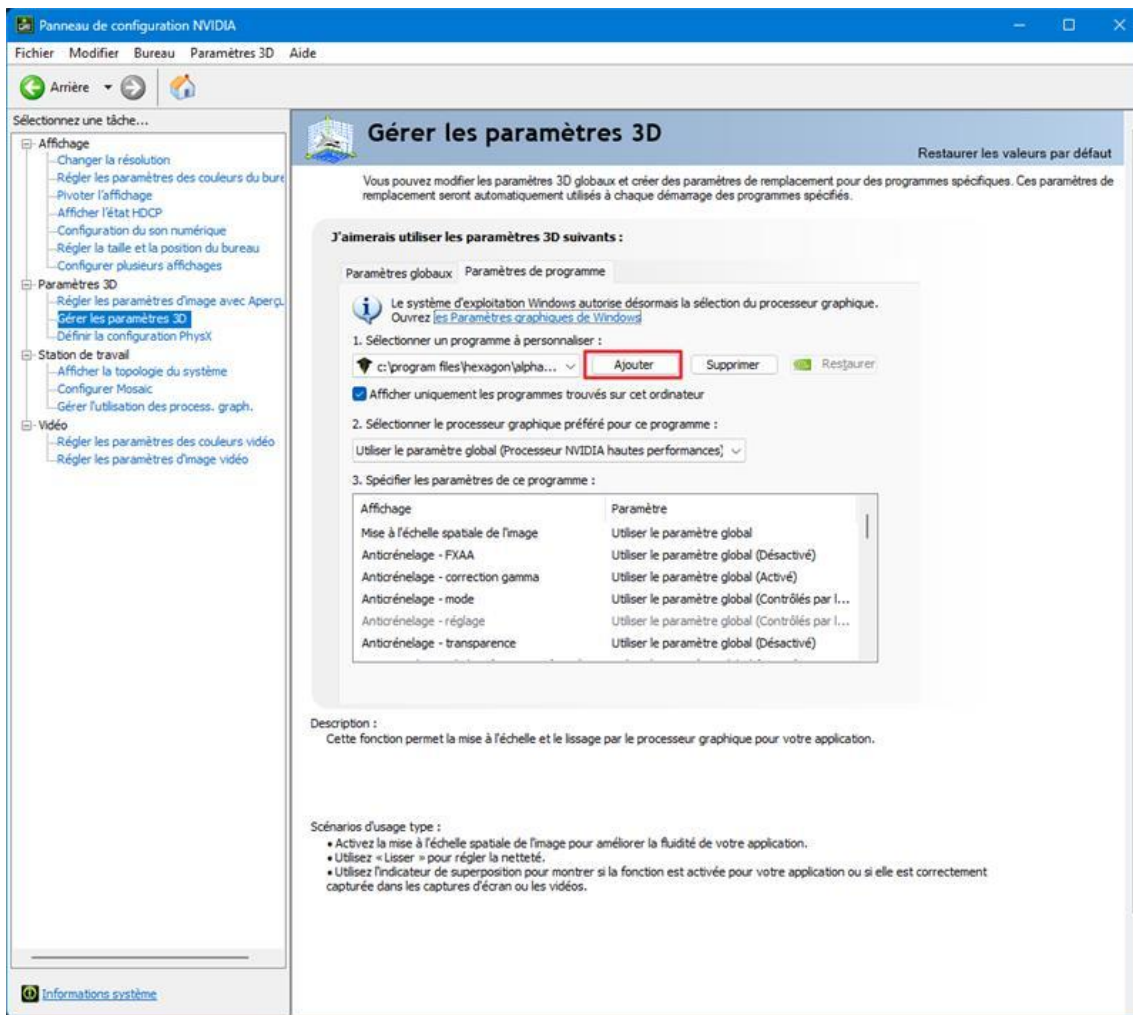 Panneau de configuration NVIDIA
Fichier Modifier Bureau Paramètres 3D Aide
Arrière
Sélectionnez une tâche...
Affichage
Changer la résolution
Régler les paramètres des couleurs du bure
Pivoter l'affichage
Afficher l'état HDCP
Configuration du son numérique
Régler la taille et la position du bureau
Configurer plusieurs affichages
Paramètres 3D
Régler les paramètres d'image avec Aperç
Gérer les paramètres 3D
Définir la configuration PhysX
Station de travail
Afficher la topologie du système
Configurer Mosaic
Gérer l'utilisation des process. graph.
Vidéo
Régler les paramètres des couleurs vidéo
Régler les paramètres d'image vidéo
Informations système
Gérer les paramètres 3D
Restaurer les valeurs par défaut
Vous pouvez modifier les paramètres 3D globaux et créer des paramètres de remplacement pour des programmes spécifiques. Ces paramètres de
remplacement seront automatiquement utilisés à chaque démarrage des programmes spécifiés.
J'aimerais utiliser les paramètres 3D suivants :
Paramètres globaux Paramètres de programme
Le système d'exploitation Windows autorise désormais la sélection du processeur graphique.
Ouvrez les Paramètres graphiques de Windows
1. Sélectionner un programme à personnaliser :
c:\program files\hexagon\alpha... Ajouter Supprimer Restaurer
Afficher uniquement les programmes trouvés sur cet ordinateur
2. Sélectionner le processeur graphique préféré pour ce programme :
Utiliser le paramètre global (Processeur NVIDIA hautes performances)
3. Spécifier les paramètres de ce programme :
Affichage Paramètre
Mise à l'échelle spatiale de l'image Utiliser le paramètre global
Anticrénelage - FXAA Utiliser le paramètre global (Désactivé)
Anticrénelage - correction gamma Utiliser le paramètre global (Activé)
Anticrénelage - mode Utiliser le paramètre global (Contrôlés par l...
Anticrénelage - réglage Utiliser le paramètre global (Contrôlés par l...
Anticrénelage - transparence Utiliser le paramètre global (Désactivé)
Description :
Cette fonction permet la mise à l'échelle et le lissage par le processeur graphique pour votre application.
Scénarios d'usage type :
• Activez la mise à l'échelle spatiale de l'image pour améliorer la fluidité de votre application.
• Utilisez « Lisser » pour régler la netteté.
• Utilisez l'indicateur de superposition pour montrer si la fonction est activée pour votre application ou si elle est correctement
capturée dans les captures d'écran ou les vidéos.